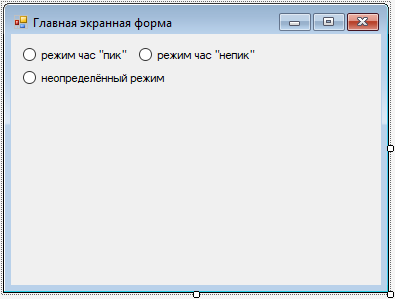 Главная экранная форма
режим час "пик" режим час "непик"
неопределённый режим